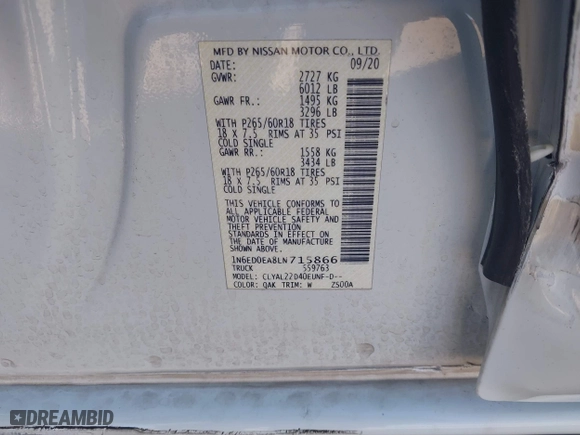 MFD BY NISSAN MOTOR CO., LTD.
DATE: 09/20
GVWR: 2727 KG
6012 LB
GAWR FR.: 1495 KG
3296 LB
WITH P265/60R18 TIRES
18 X 7.5 RIMS AT 35 PSI
COLD SINGLE
GAWR RR.: 1558 KG
3434 LB
WITH P265/60R18 TIRES
18 X 7.5 RIMS AT 35 PSI
COLD SINGLE
THIS VEHICLE CONFORMS TO
ALL APPLICABLE FEDERAL
MOTOR VEHICLE SAFETY AND
THEFT PREVENTION
STANDARDS IN EFFECT ON
THE DATE OF MANUFACTURE
SHOWN ABOVE.
1N6ED0EA8LN715866
TRUCK S59763
MODEL: CLYAL22D40EUNF-D--
COLOR: QAK TRIM: W ZS00A
DREAMBID